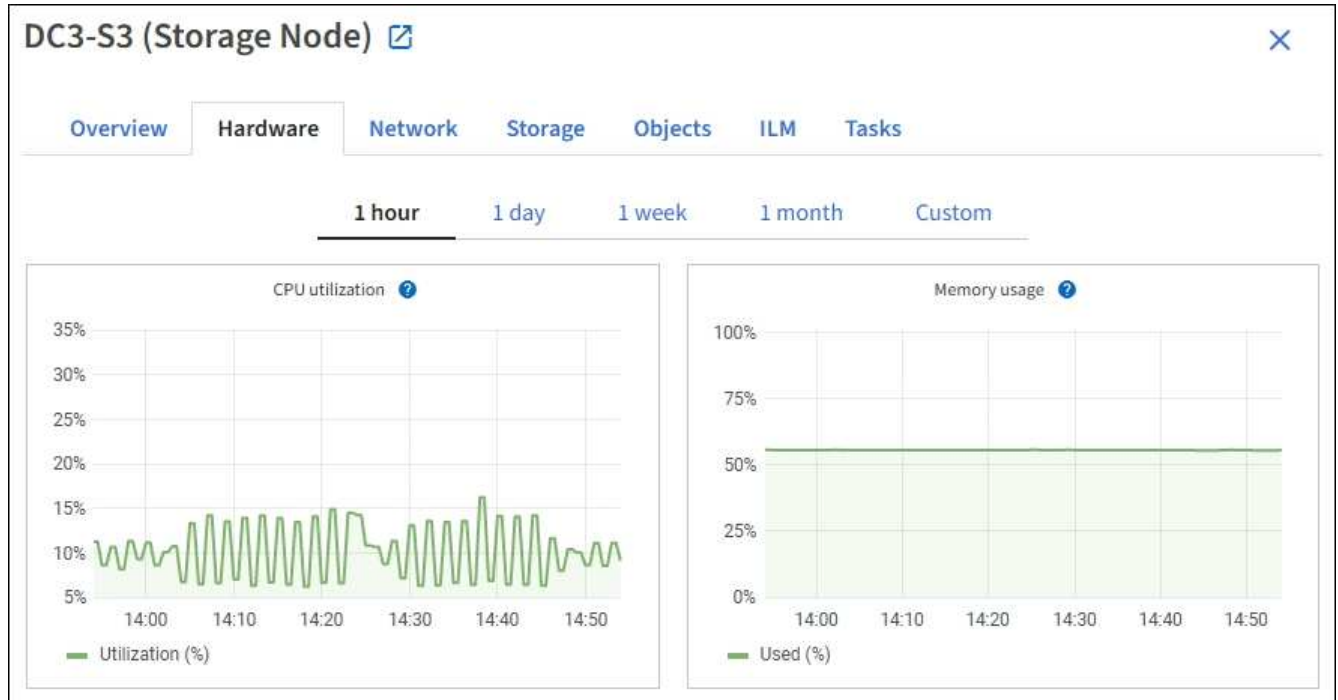 DC3-S3 (Storage Node)
Overview Hardware Network Storage Objects ILM Tasks
1 hour 1 day 1 week 1 month Custom
CPU utilization ?
35%
30%
25%
20%
15%
10%
5%
14:00 14:10 14:20 14:30 14:40 14:50
Utilization (%)
Memory usage ?
100%
75%
50%
25%
0%
14:00 14:10 14:20 14:30 14:40 14:50
Used (%)